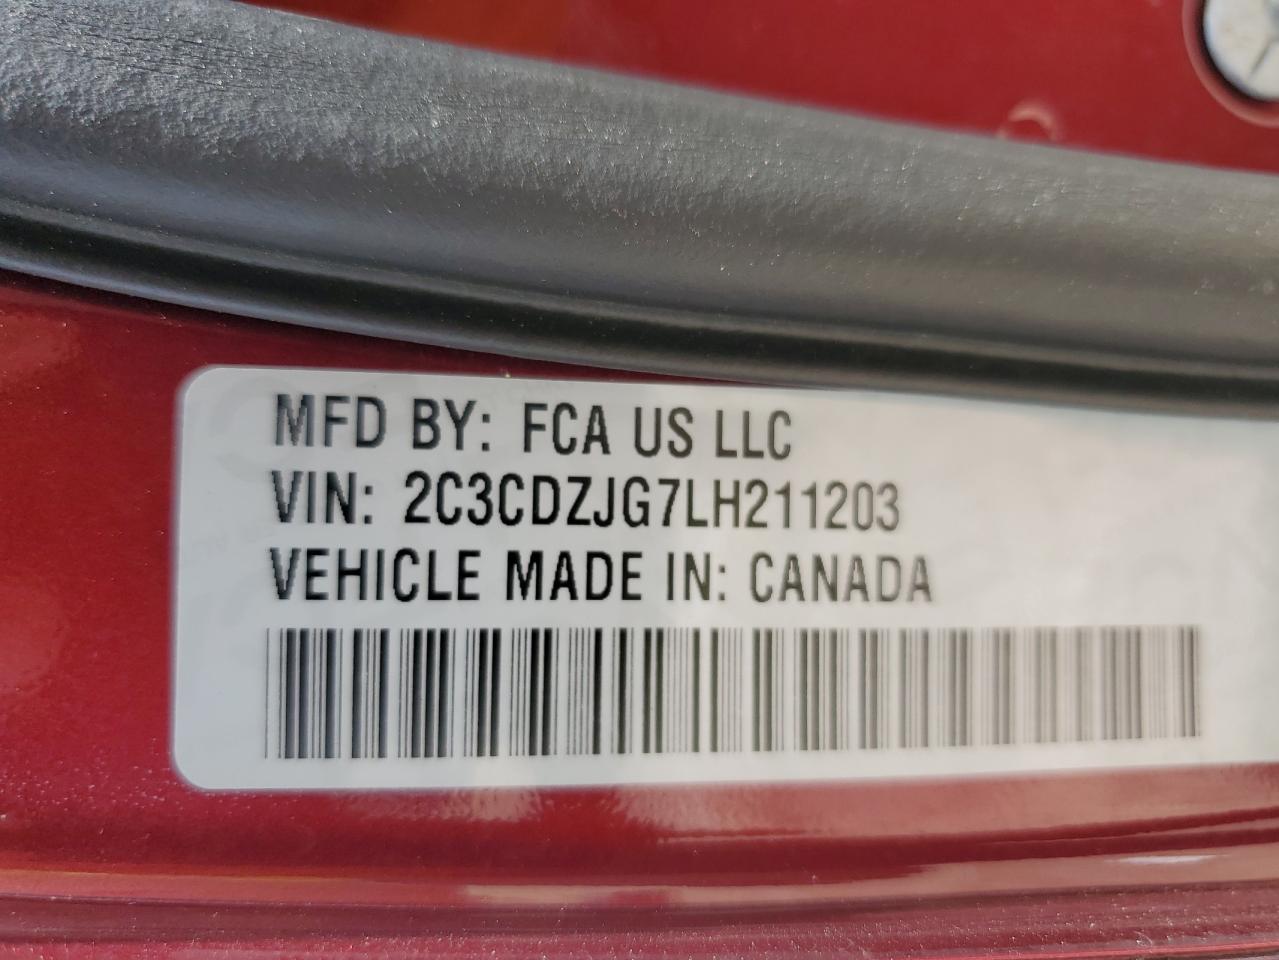 MFD BY: FCA US LLC
VIN: 2C3CDZJG7LH211203
VEHICLE MADE IN: CANADA